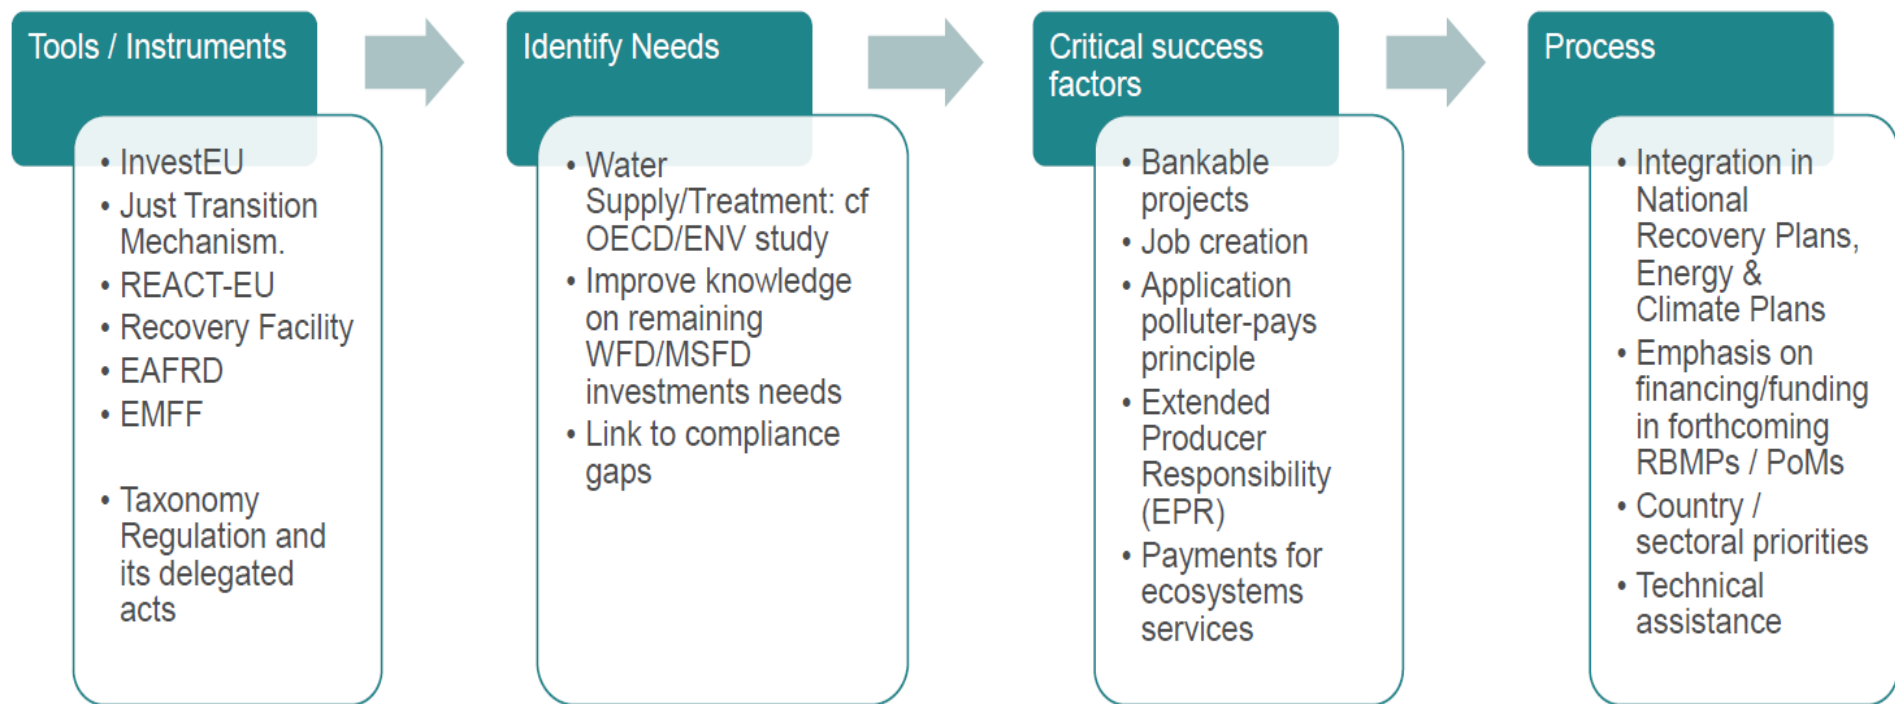 Tools / Instruments
• InvestEU
• Just Transition
Mechanism.
• REACT-EU
• Recovery Facility
• EAFRD
• EMFF
• Taxonomy
Regulation and
its delegated
acts
Identify Needs
• Water
Supply/Treatment: cf
OECD/ENV study
• Improve knowledge
on remaining
WFD/MSFD
investments needs
• Link to compliance
gaps
Critical success
factors
• Bankable
projects
• Job creation
• Application
polluter-pays
principle
• Extended
Producer
Responsibility
(EPR)
• Payments for
ecosystems
services
Process
• Integration in
National
Recovery Plans,
Energy &
Climate Plans
• Emphasis on
financing/funding
in forthcoming
RBMPs / PoMs
• Country /
sectoral priorities
• Technical
assistance